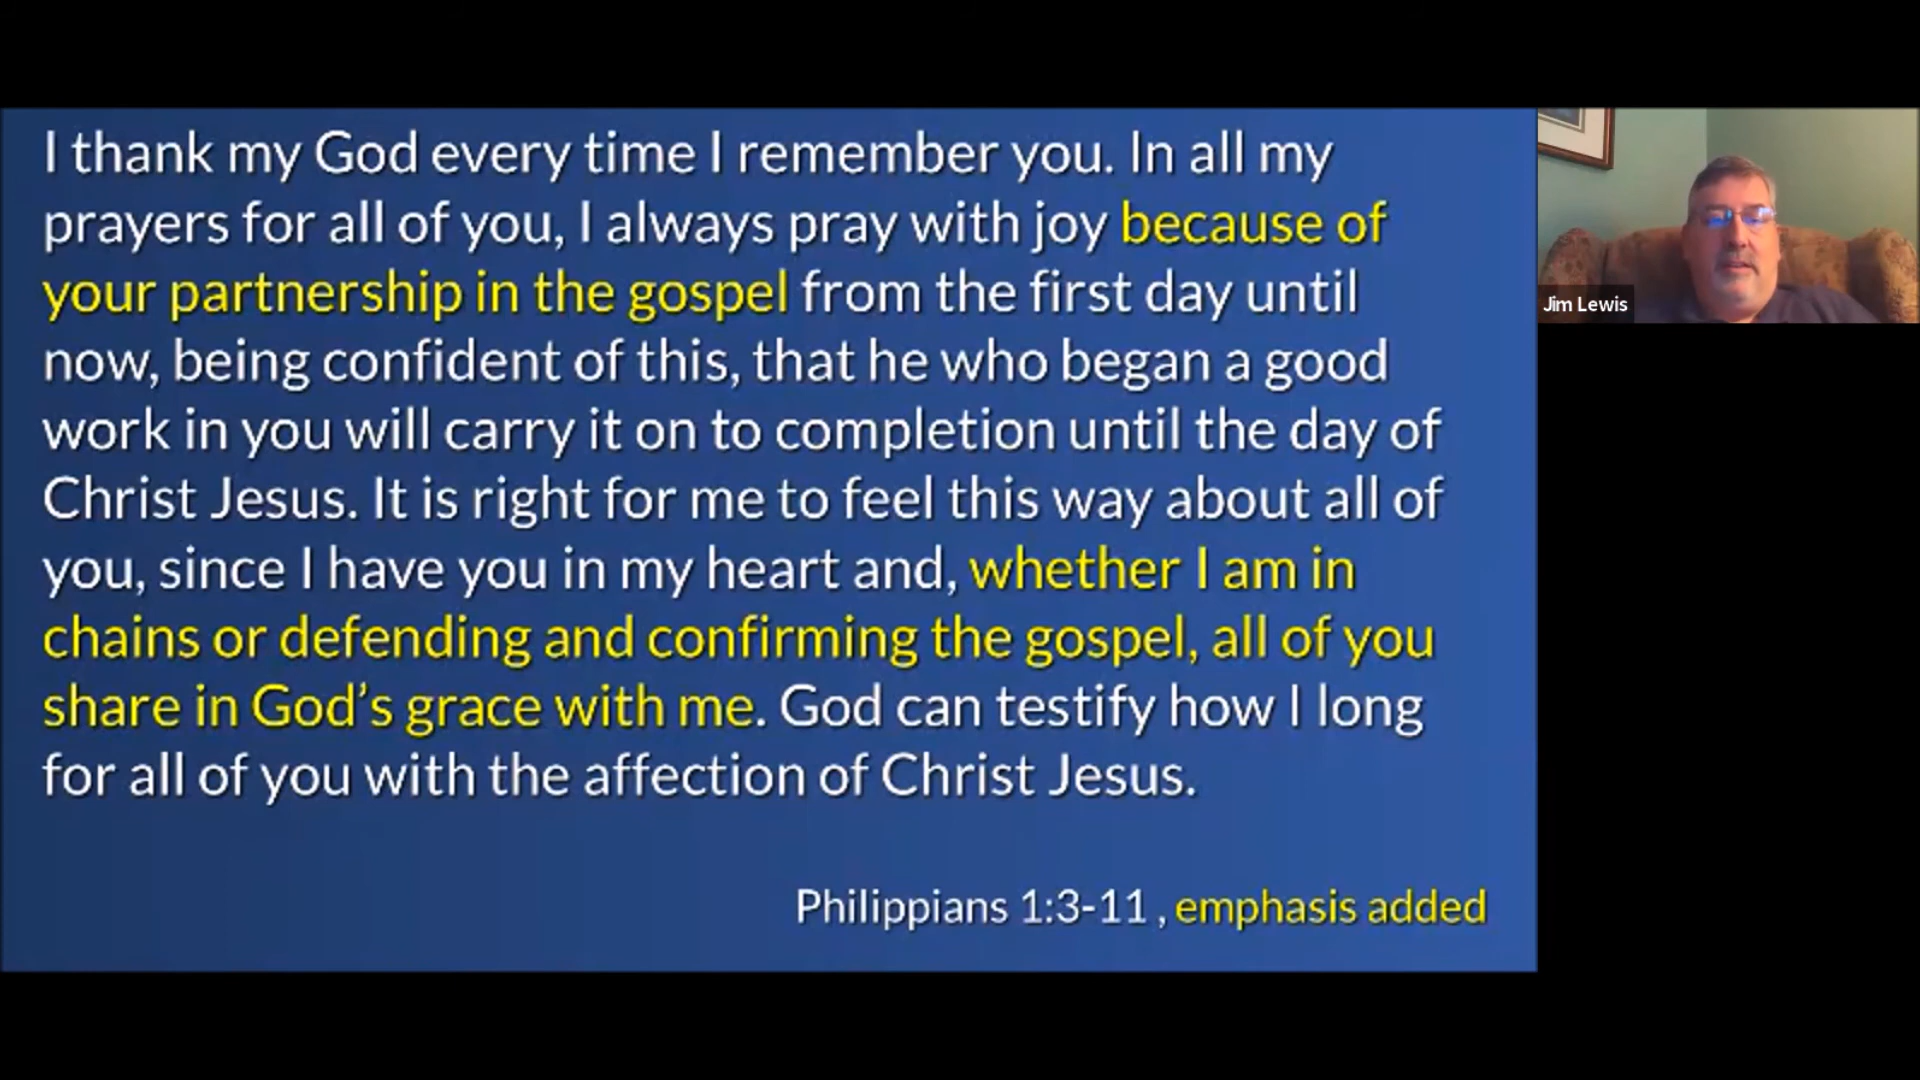 I thank my God every time I remember you. In all my
prayers for all of you, I always pray with joy because of
your partnership in the gospel from the first day until
now, being confident of this, that he who began a good
work in you will carry it on to completion until the day of
Christ Jesus. It is right for me to feel this way about all of
you, since I have you in my heart and, whether I am in
chains or defending and confirming the gospel, all of you
share in God’s grace with me. God can testify how I long
for all of you with the affection of Christ Jesus.
Philippians 1:3-11 , emphasis added
Jim Lewis